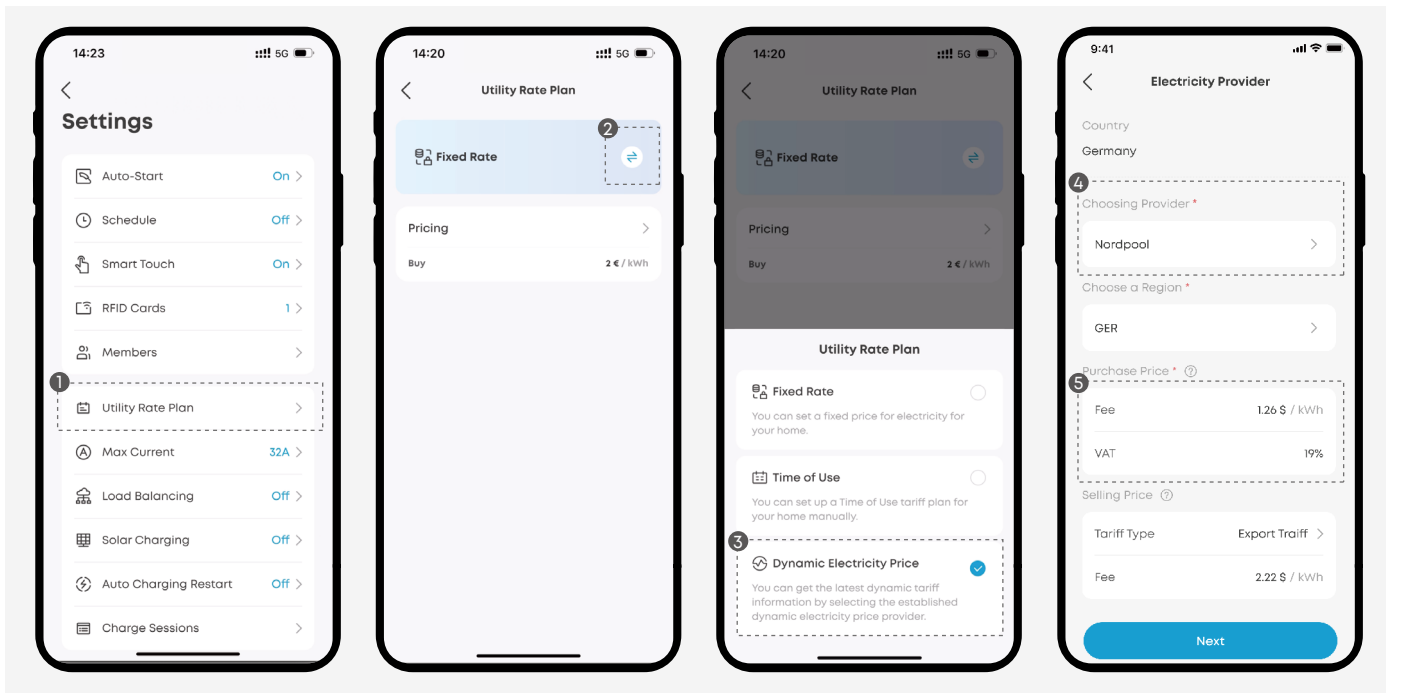 14:23
5G
Settings
Auto-Start On
Schedule Off
Smart Touch On
RFID Cards 1
Members
1
Utility Rate Plan
Max Current 32A
Load Balancing Off
Solar Charging Off
Auto Charging Restart Off
Charge Sessions
14:20
5G
Utility Rate Plan
2
Fixed Rate
Pricing
Buy 2 € / kWh
14:20
5G
Utility Rate Plan
Fixed Rate
Pricing
Buy 2 € / kWh
Utility Rate Plan
Fixed Rate
You can set a fixed price for electricity for
your home.
Time of Use
You can set up a Time of Use tariff plan for
your home manually.
3
Dynamic Electricity Price
You can get the latest dynamic tariff
information by selecting the established
dynamic electricity price provider.
9:41
Electricity Provider
Country
Germany
4
Choosing Provider *
Nordpool
Choose a Region *
GER
Purchase Price * ?
5
Fee 1.26 $ / kWh
VAT 19%
Selling Price ?
Tariff Type Export Traiff
Fee 2.22 $ / kWh
Next